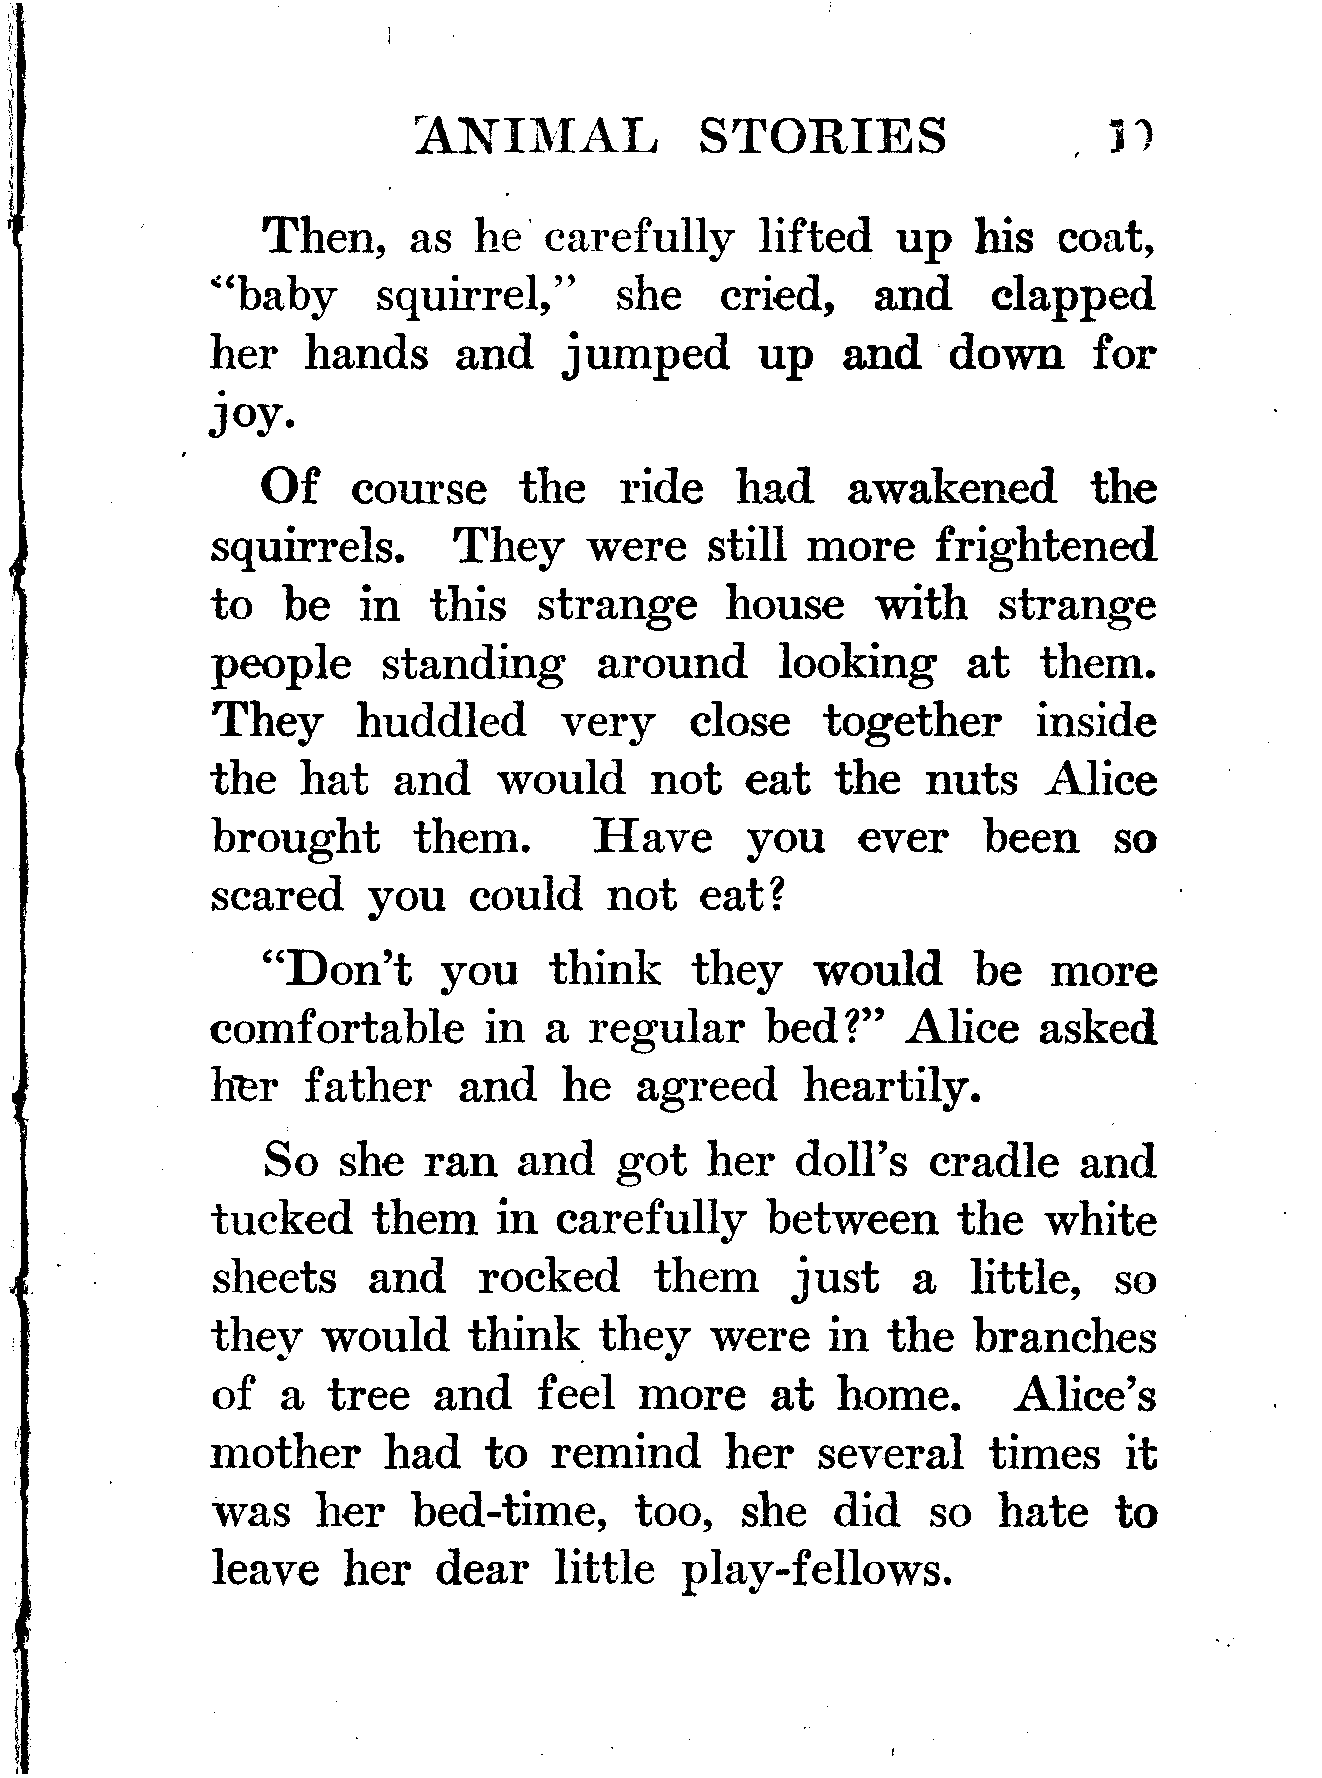 ANIMAL STORIES
Then, as he carefully lifted up his coat,
"baby squirrel," she cried, and clapped
her hands and jumped up and down for
joy.
Of course the ride had awakened the
squirrels. They were still more frightened
to be in this strange house with strange
people standing around looking at them.
They huddled very close together inside
the hat and would not eat the nuts Alice
brought them. Have you ever been so
scared you could not eat?
"Don't you think they would be more
comfortable in a regular bed?" Alice asked
her father and he agreed heartily.
So she ran and got her doll's cradle and
tucked them in carefully between the white
sheets and rocked them just a little, so
they would think they were in the branches
of a tree and feel more at home. Alice's
mother had to remind her several times it
was her bed-time, too, she did so hate to
leave her dear little play-fellows.